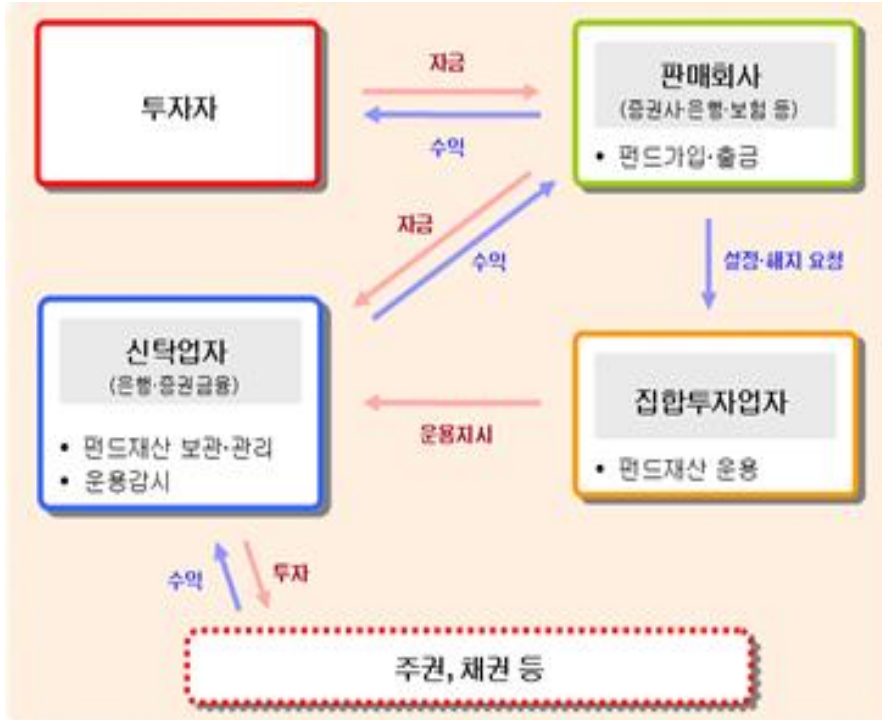 투자자
자금
수익
판매회사
(증권사·은행·보험 등)
• 펀드가입·출금
자금
수익
설정·해지 요청
신탁업자
(은행·증권금융)
• 펀드재산 보관·관리
• 운용감시
운용지시
집합투자업자
• 펀드재산 운용
수익
투자
주권, 채권 등